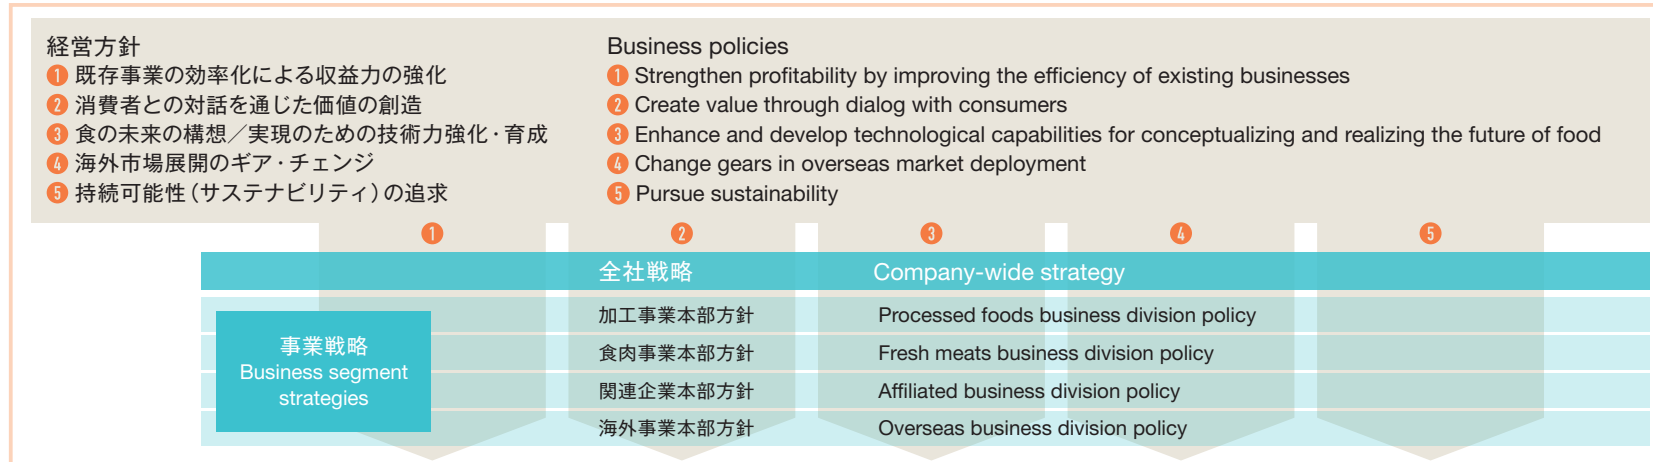 経営方針
1 既存事業の効率化による収益力の強化
2 消費者との対話を通じた価値の創造
3 食の未来の構想／実現のための技術力強化・育成
4 海外市場展開のギア・チェンジ
5 持続可能性（サステナビリティ）の追求
Business policies
1 Strengthen profitability by improving the efficiency of existing businesses
2 Create value through dialog with consumers
3 Enhance and develop technological capabilities for conceptualizing and realizing the future of food
4 Change gears in overseas market deployment
5 Pursue sustainability
1 2 3 4 5
全社戦略 Company-wide strategy
事業戦略
Business segment
strategies
加工事業本部方針 Processed foods business division policy
食肉事業本部方針 Fresh meats business division policy
関連企業本部方針 Affiliated business division policy
海外事業本部方針 Overseas business division policy